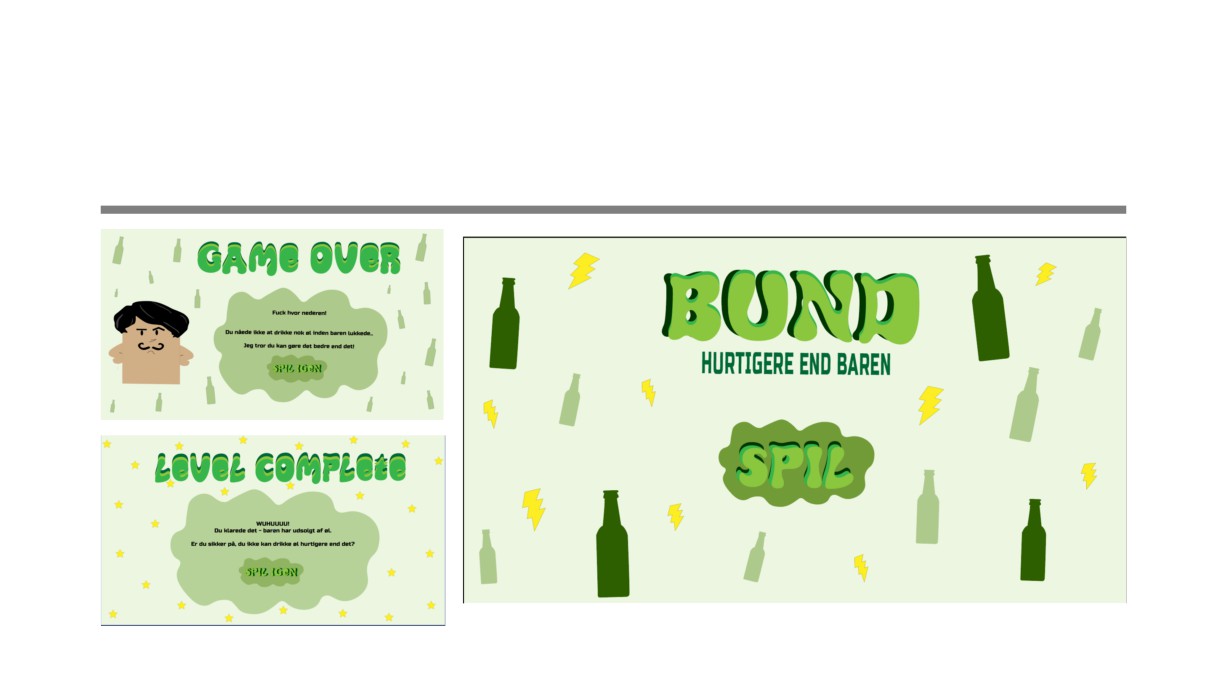 GAME OVER
Fuck hvor nederen!
Du nåede ikke at drikke nok øl inden baren lukkede..
Jeg tror du kan gøre det bedre end det!
SPIL IGEN
LEVEL COMPLETE
WUHUUUU!
Du klarede det – baren har udsolgt af øl.
Er du sikker på, du ikke kan drikke øl hurtigere end det?
SPIL IGEN
BUND
HURTIGERE END BAREN
SPIL